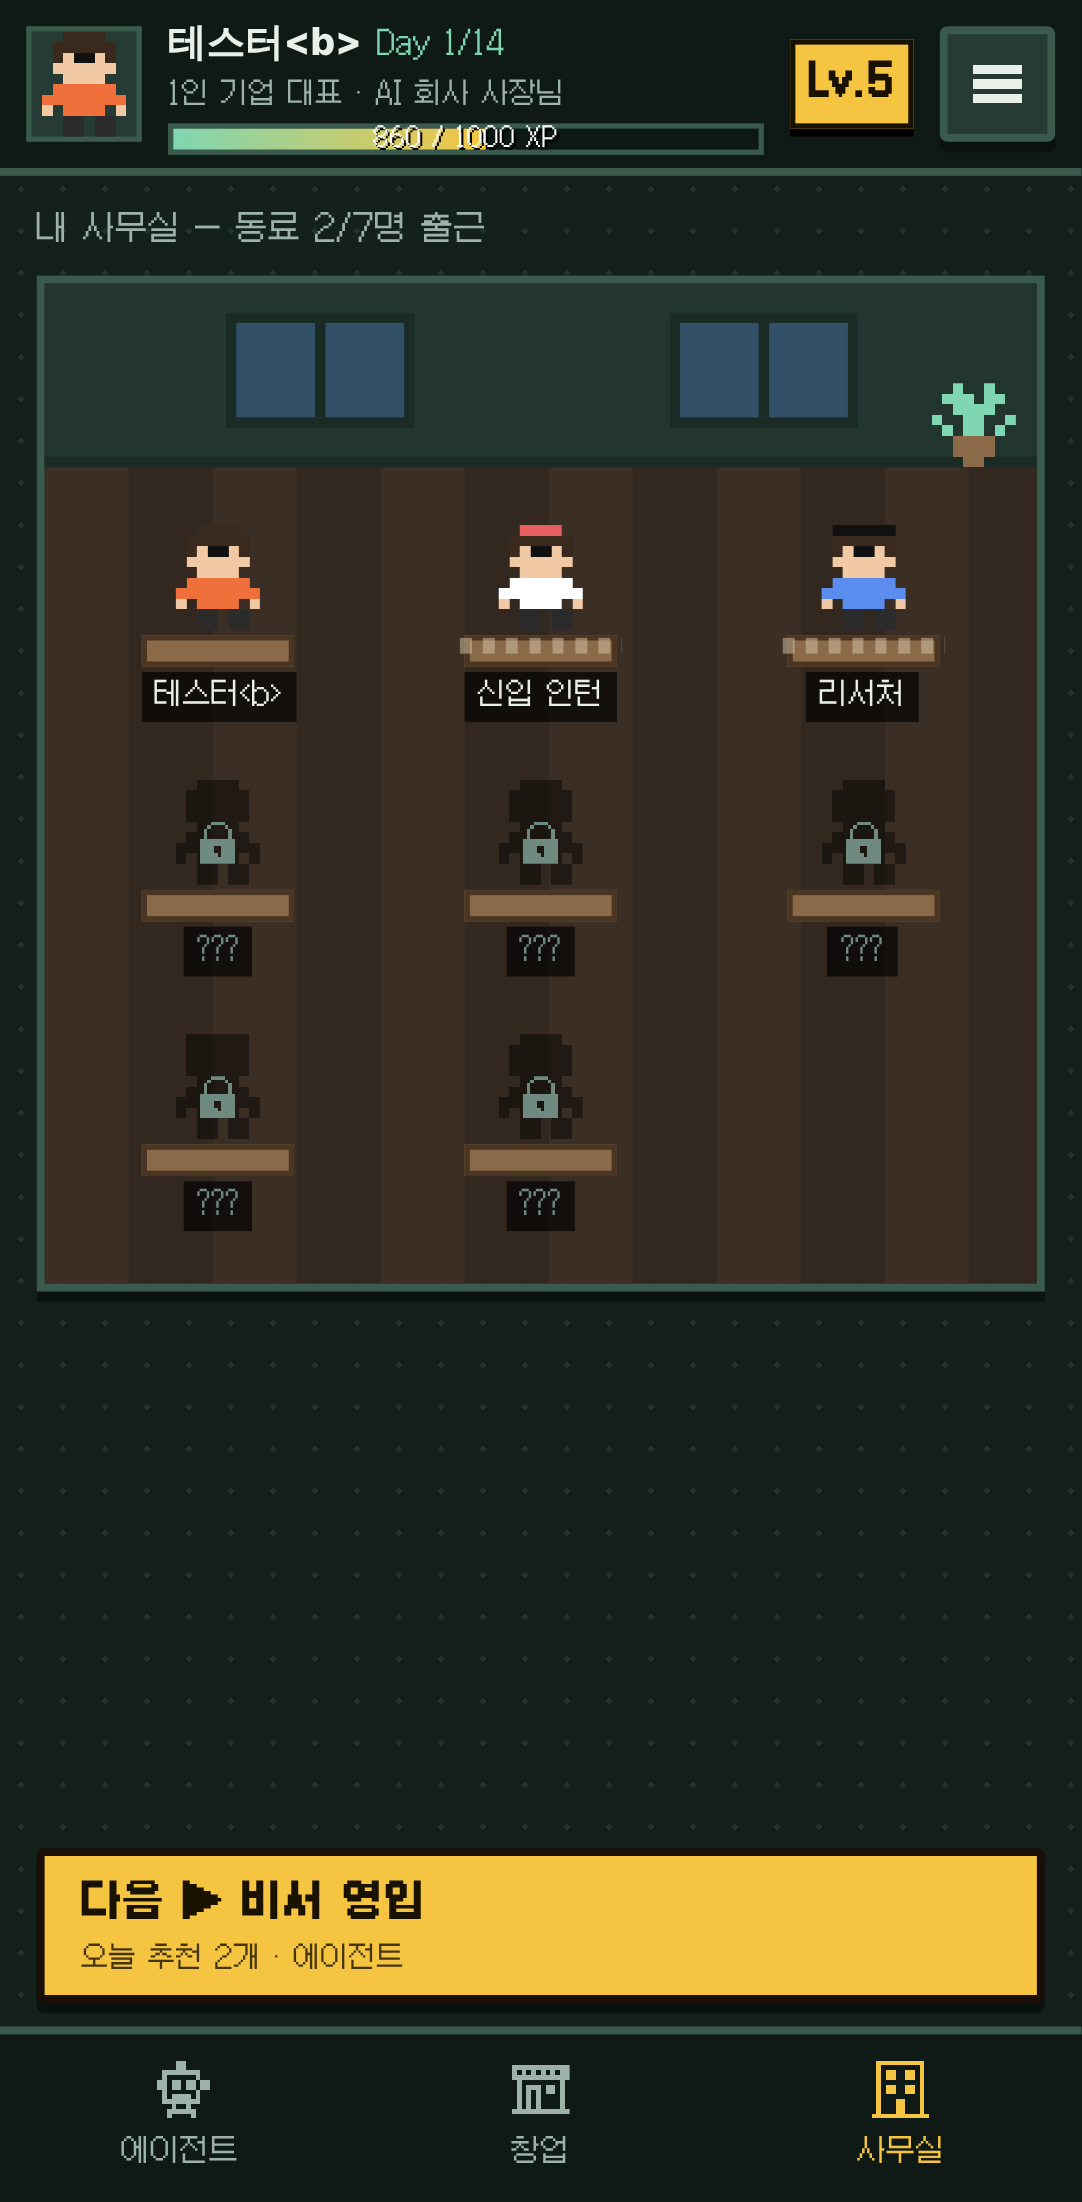 테스터<b> Day 1/14
1인 기업 대표 · AI 회사 사장님
860 / 1000 XP
Lv.5
내 사무실 — 동료 2/7명 출근
테스터<b>
신입 인턴
리서처
???
???
???
???
???
다음 ▶ 비서 영입
오늘 추천 2개 · 에이전트
에이전트
창업
사무실